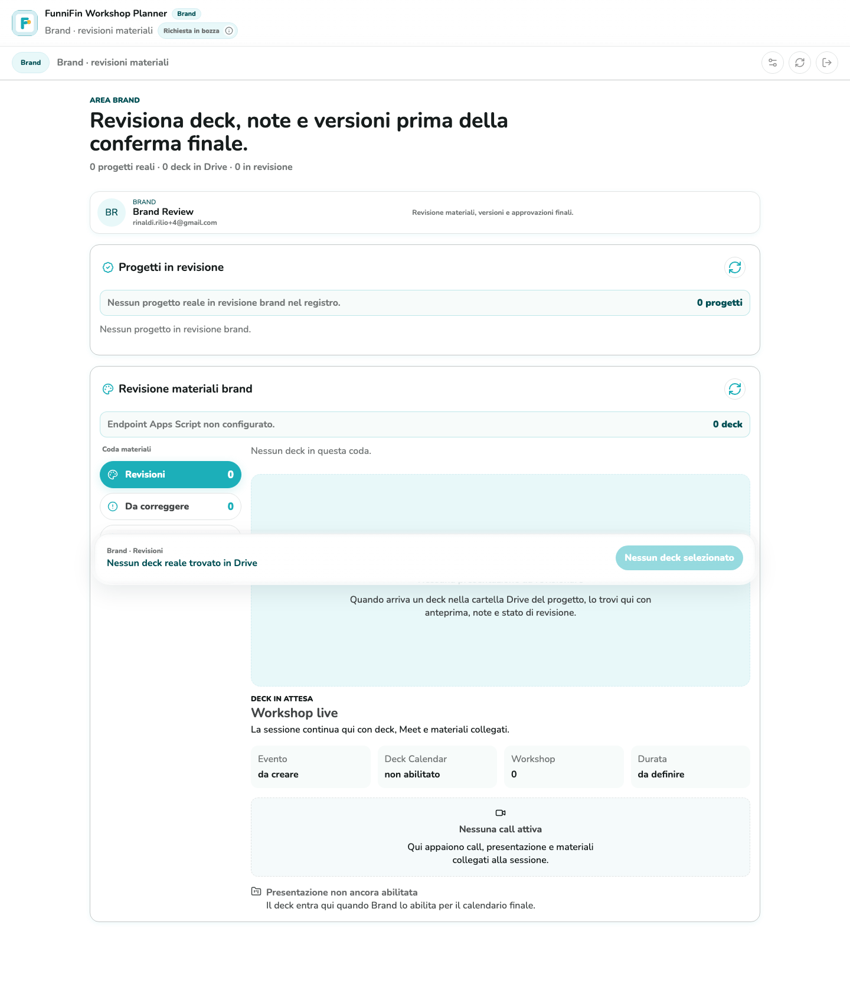 FunniFin Workshop Planner Brand
Brand · revisioni materiali Richiesta in bozza
Brand Brand · revisioni materiali
AREA BRAND
Revisiona deck, note e versioni prima della
conferma finale.
0 progetti reali · 0 deck in Drive · 0 in revisione
BR
BRAND
Brand Review
rinaldi.rilio+4@gmail.com
Revisione materiali, versioni e approvazioni finali.
Progetti in revisione
Nessun progetto reale in revisione brand nel registro. 0 progetti
Nessun progetto in revisione brand.
Revisione materiali brand
Endpoint Apps Script non configurato. 0 deck
Coda materiali
Revisioni 0
Da correggere 0
Nessun deck in questa coda.
Brand · Revisioni
Nessun deck reale trovato in Drive
Nessun deck selezionato
Quando arriva un deck nella cartella Drive del progetto, lo trovi qui con
anteprima, note e stato di revisione.
DECK IN ATTESA
Workshop live
La sessione continua qui con deck, Meet e materiali collegati.
Evento
da creare
Deck Calendar
non abilitato
Workshop
0
Durata
da definire
Nessuna call attiva
Qui appaiono call, presentazione e materiali
collegati alla sessione.
Presentazione non ancora abilitata
Il deck entra qui quando Brand lo abilita per il calendario finale.